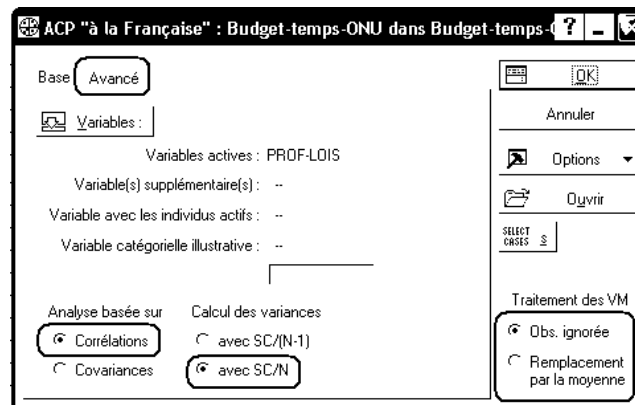 ACP "à la Française" : Budget-temps-ONU dans Budget-temps-
Base Avancé
Variables :
Variables actives : PROF-LOIS
Variable(s) supplémentaire(s) : --
Variable avec les individus actifs : --
Variable catégorielle illustrative : --
Analyse basée sur
Corrélations
Covariances
Calcul des variances
avec SC/(N-1)
avec SC/N
OK
Annuler
Options
Ouvrir
SELECT
CASES S
Traitement des VM
Obs. ignorée
Remplacement
par la moyenne